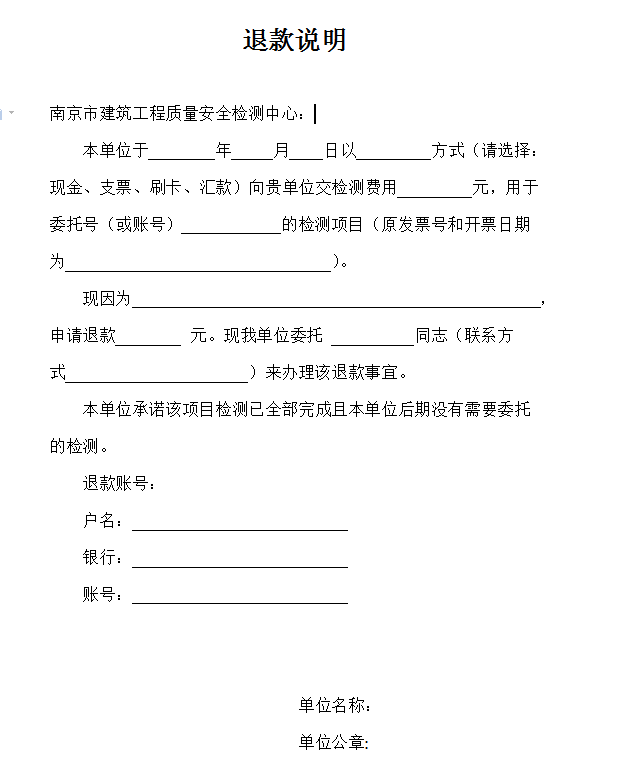 退款说明
南京市建筑工程质量安全检测中心：
本单位于________年_____月____日以_________方式（请选择：
现金、支票、刷卡、汇款）向贵单位交检测费用_________元，用于
委托号（或账号）____________的检测项目（原发票号和开票日期
为________________________________）。
现因为_________________________________________________，
申请退款________ 元。现我单位委托 __________同志（联系方
式______________________）来办理该退款事宜。
本单位承诺该项目检测已全部完成且本单位后期没有需要委托
的检测。
退款账号：
户名：__________________________
银行：__________________________
账号：__________________________
单位名称：
单位公章: